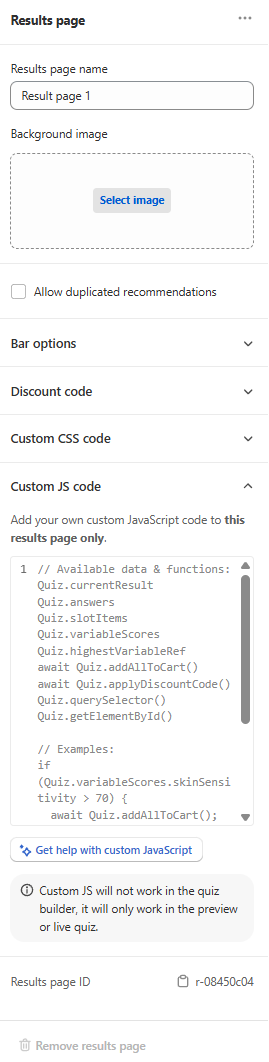 Results page
Results page name
Result page 1
Background image
Select image
Allow duplicated recommendations
Bar options
Discount code
Custom CSS code
Custom JS code
Add your own custom JavaScript code to this
results page only.
1 // Available data & functions:
Quiz.currentResult
Quiz.answers
Quiz.slotItems
Quiz.variableScores
Quiz.highestVariableRef
await Quiz.addAllToCart()
await Quiz.applyDiscountCode()
Quiz.querySelector()
Quiz.getElementById()
// Examples:
if
(Quiz.variableScores.skinSensi
tivity > 70) {
await Quiz.addAllToCart();
Get help with custom JavaScript
Custom JS will not work in the quiz
builder, it will only work in the preview
or live quiz.
Results page ID r-08450c04
Remove results page